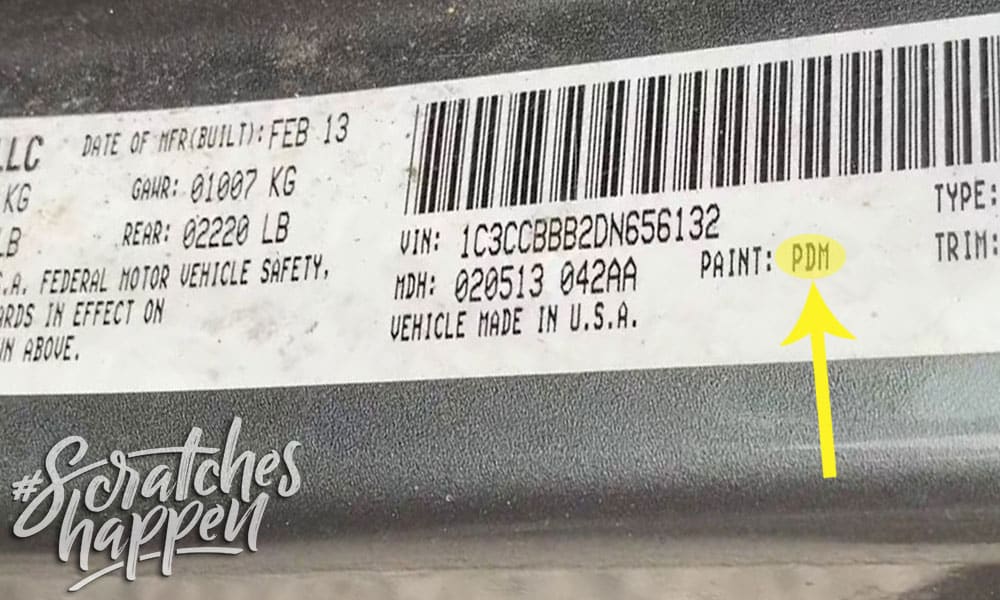 LLC DATE OF MFR(BUILT): FEB 13
KG GAWR: 01007 KG
LB REAR: 02220 LB
S.A. FEDERAL MOTOR VEHICLE SAFETY,
ARDS IN EFFECT ON
WN ABOVE.
VIN: 1C3CCBBB2DN656132
MDH: 020513 042AA
VEHICLE MADE IN U.S.A.
PAINT: PDM
TYPE:
TRIM:
#Scratches
happen